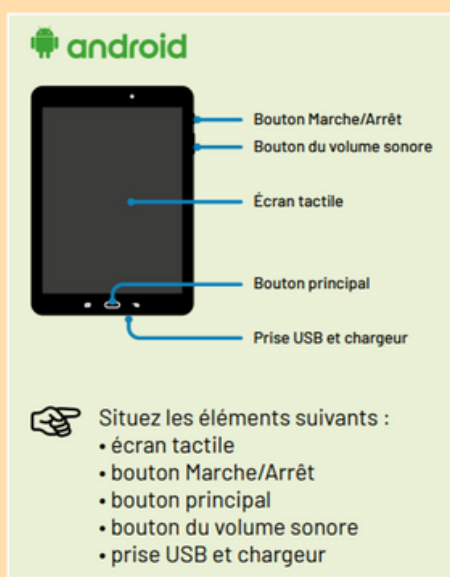 android
Bouton Marche/Arrêt
Bouton du volume sonore
Écran tactile
Bouton principal
Prise USB et chargeur
Situez les éléments suivants :
• écran tactile
• bouton Marche/Arrêt
• bouton principal
• bouton du volume sonore
• prise USB et chargeur